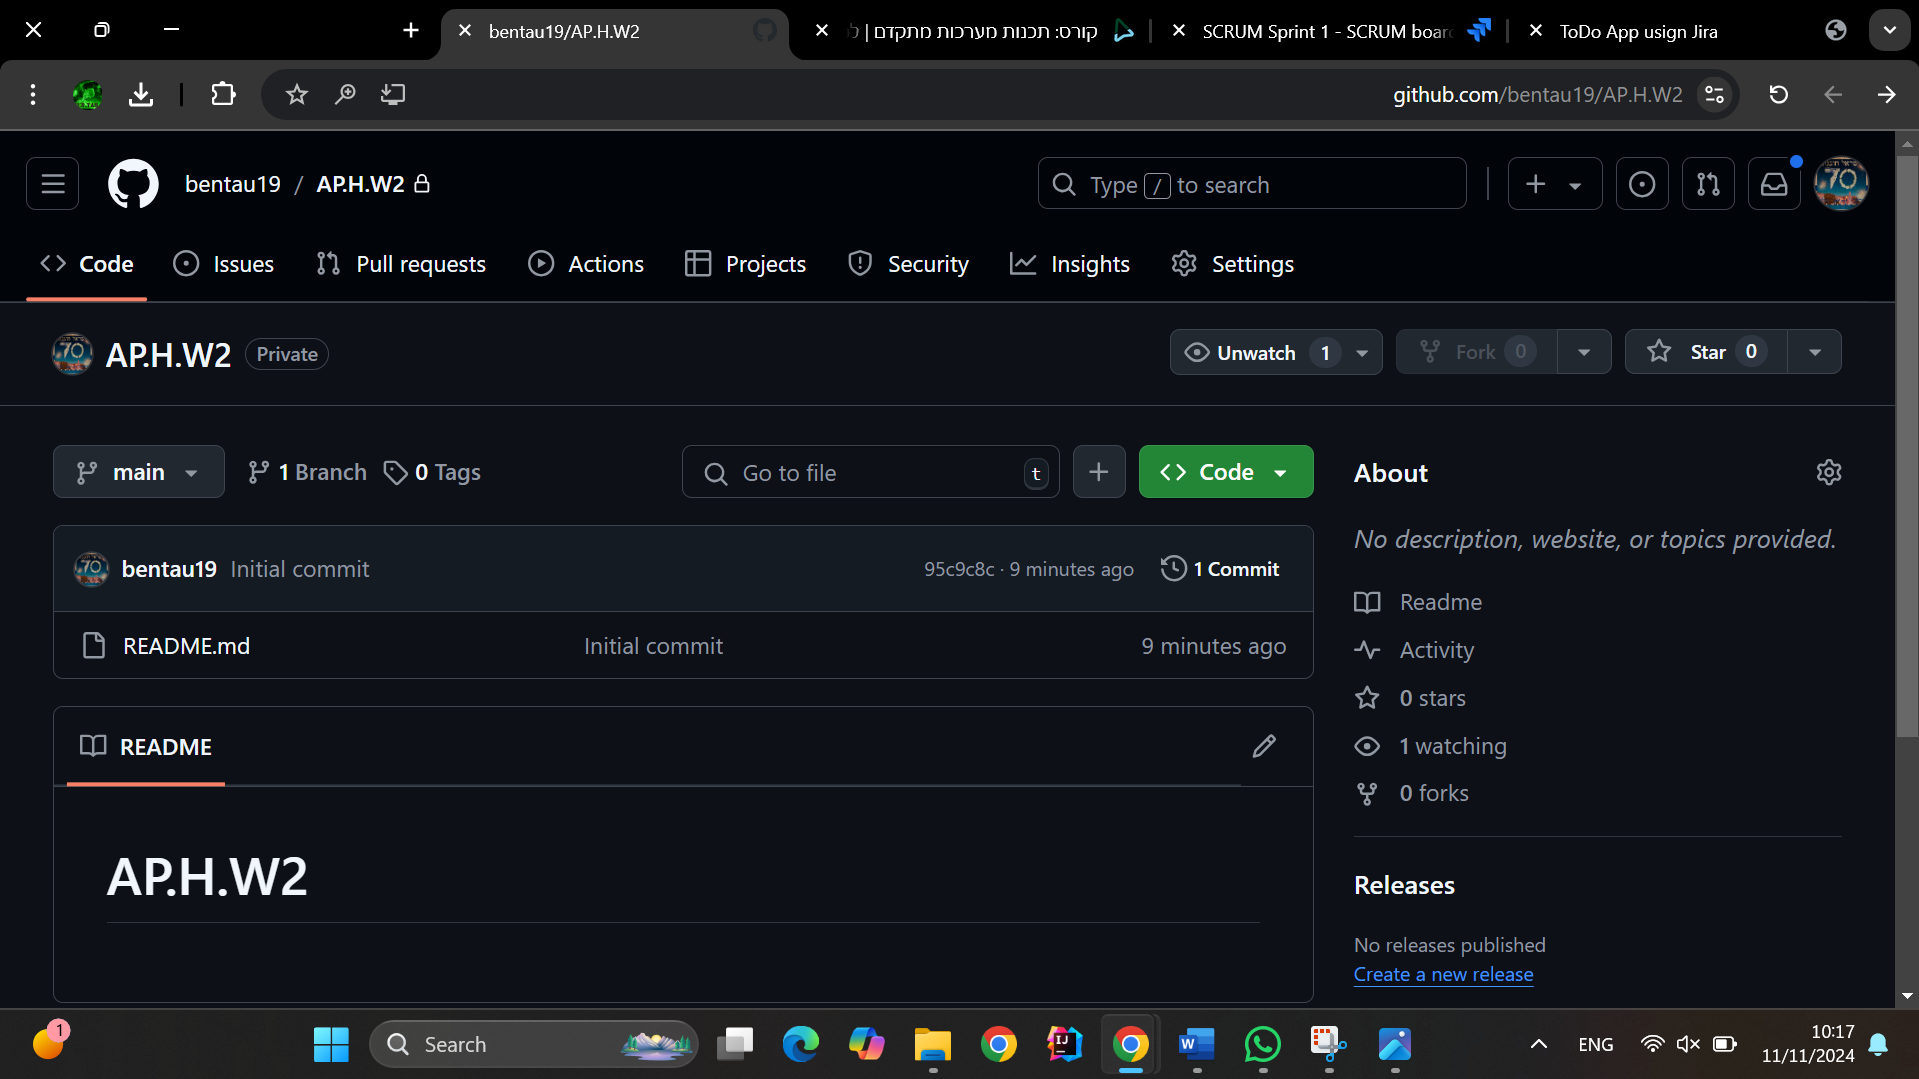 bentau19/AP.H.W2
קורס: תכנות מערכות מתקדם | ל
SCRUM Sprint 1 - SCRUM board
ToDo App usign Jira
github.com/bentau19/AP.H.W2
bentau19 / AP.H.W2
Type / to search
Code
Issues
Pull requests
Actions
Projects
Security
Insights
Settings
AP.H.W2 Private
Unwatch 1
Fork 0
Star 0
main
1 Branch
0 Tags
Go to file t
Code
About
No description, website, or topics provided.
bentau19 Initial commit
95c9c8c · 9 minutes ago
1 Commit
README.md
Initial commit
9 minutes ago
Readme
Activity
0 stars
1 watching
0 forks
README
AP.H.W2
Releases
No releases published
Create a new release
1
Search
ENG
10:17
11/11/2024